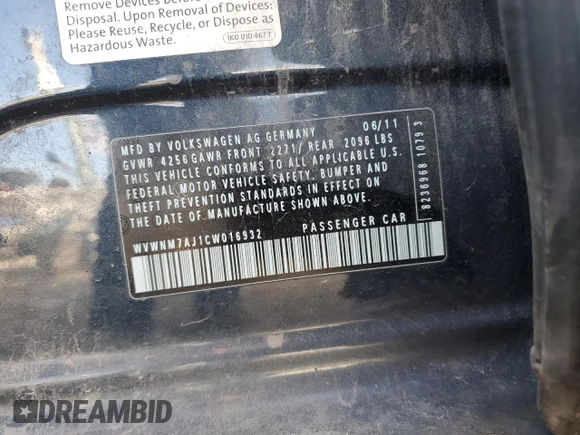 Remove Devices Before
Disposal. Upon Removal of Devices:
Please Reuse, Recycle, or Dispose as
Hazardous Waste.
1K0 010 467 T
MFD BY VOLKSWAGEN AG GERMANY 06/11
GVWR 4256 GAWR FRONT 2271/ REAR 2096 LBS
THIS VEHICLE CONFORMS TO ALL APPLICABLE U.S.
FEDERAL MOTOR VEHICLE SAFETY, BUMPER AND
THEFT PREVENTION STANDARDS IN EFFECT ON
THE DATE OF MANUFACTURE SHOWN ABOVE.
WVWNM7AJ1CW016932 PASSENGER CAR
8236968 1079 3
DREAMBID